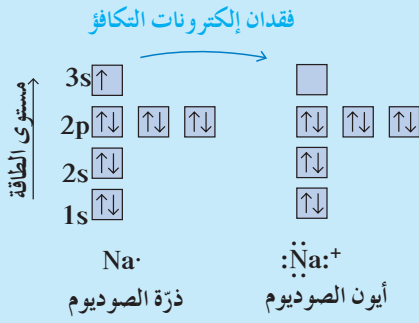 فقدان إلكترونات التكافؤ
مستوى الطاقة
3s ↑
2p ↑↓ ↑↓ ↑↓ ↑↓ ↑↓ ↑↓
2s ↑↓ ↑↓
1s ↑↓ ↑↓
Na· :N̈a:⁺
ذرّة الصوديوم أيون الصوديوم